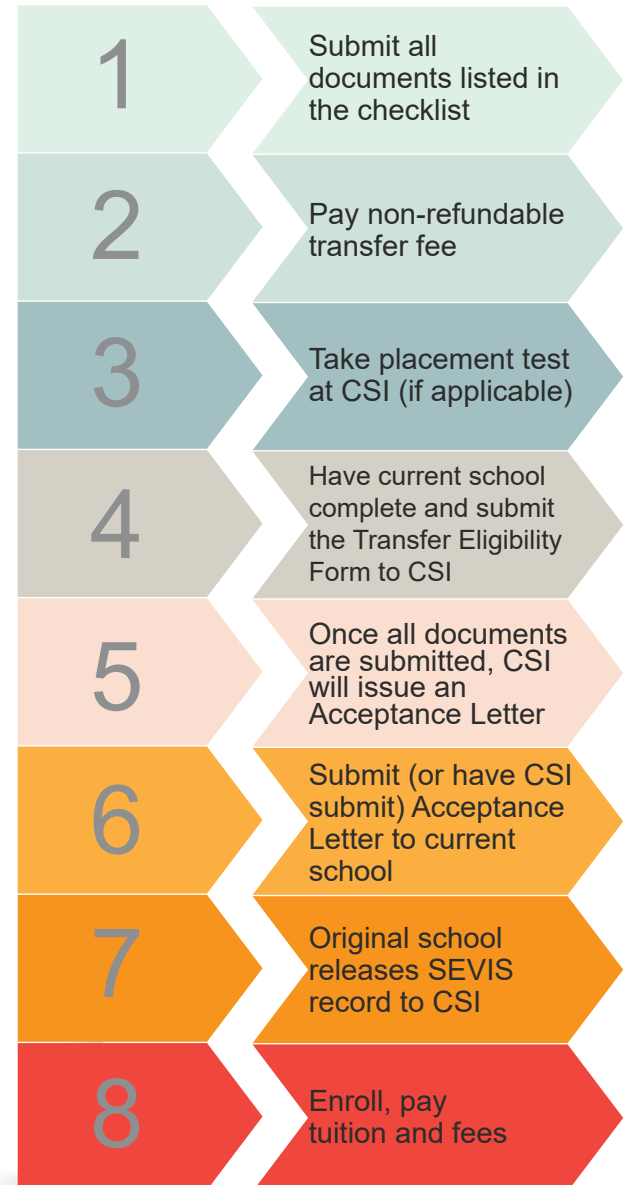 1
Submit all
documents listed in
the checklist
2
Pay non-refundable
transfer fee
3
Take placement test
at CSI (if applicable)
4
Have current school
complete and submit
the Transfer Eligibility
Form to CSI
5
Once all documents
are submitted, CSI
will issue an
Acceptance Letter
6
Submit (or have CSI
submit) Acceptance
Letter to current
school
7
Original school
releases SEVIS
record to CSI
8
Enroll, pay
tuition and fees